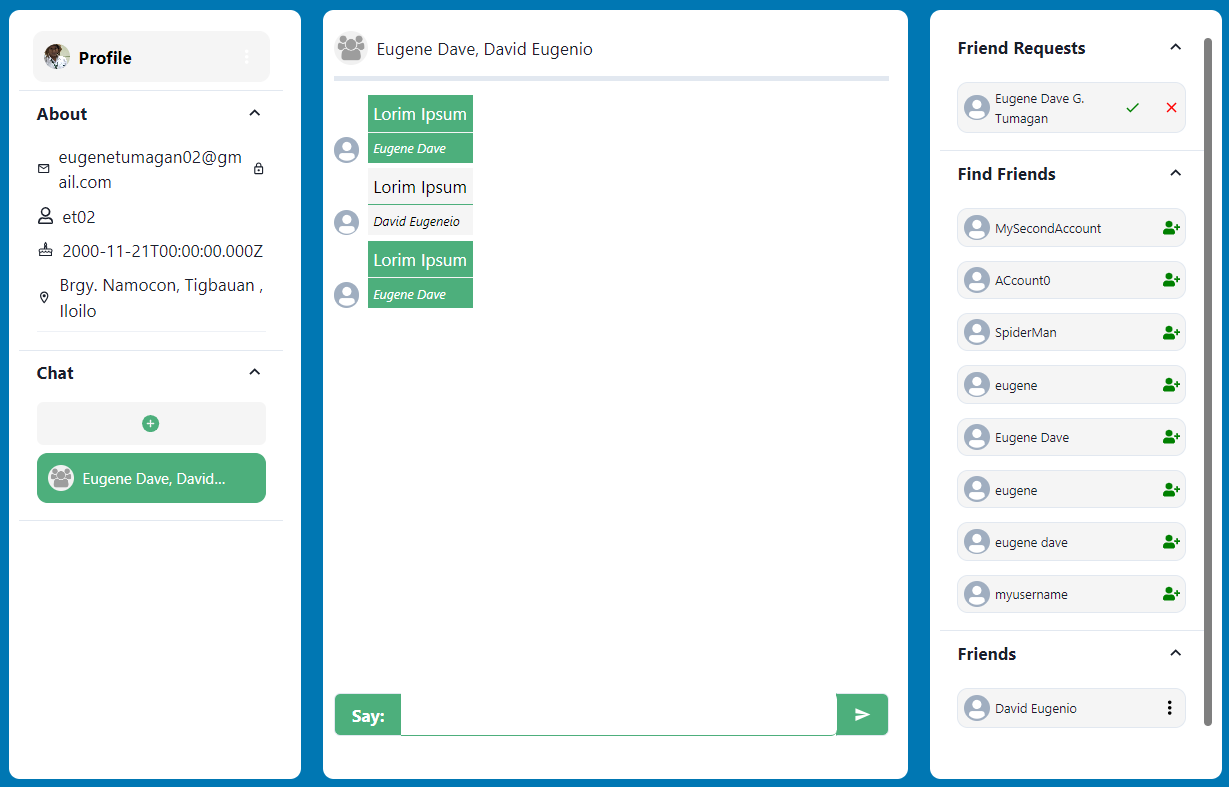 Profile
About
eugenetumagan02@gm
ail.com
et02
2000-11-21T00:00:00.000Z
Brgy. Namocon, Tigbauan ,
Iloilo
Chat
Eugene Dave, David...
Eugene Dave, David Eugenio
Lorim Ipsum
Eugene Dave
Lorim Ipsum
David Eugeneio
Lorim Ipsum
Eugene Dave
Say:
Friend Requests
Eugene Dave G.
Tumagan
Find Friends
MySecondAccount
ACcount0
SpiderMan
eugene
Eugene Dave
eugene
eugene dave
myusername
Friends
David Eugenio